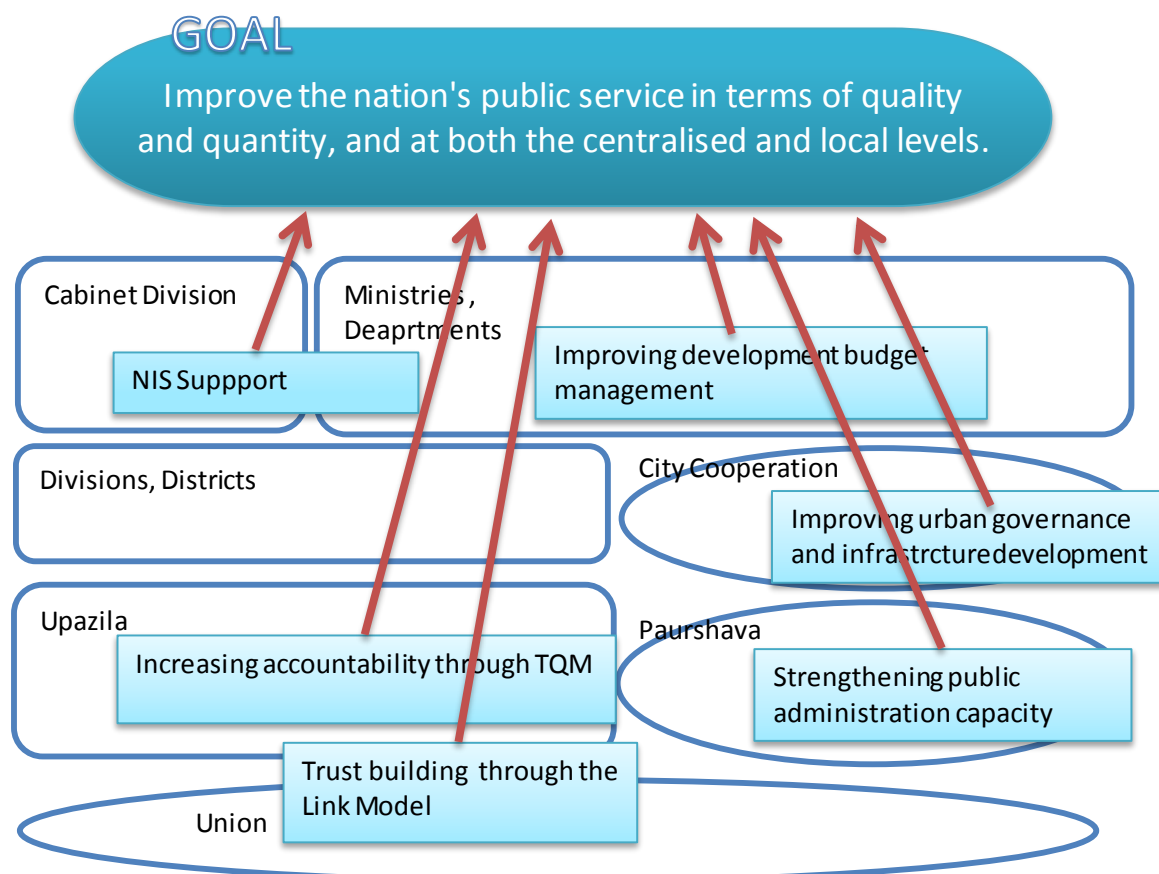 GOAL
Improve the nation's public service in terms of quality
and quantity, and at both the centralised and local levels.
Cabinet Division
NIS Suppport
Ministries ,
Deaprtments
Improving development budget
management
Divisions, Districts
City Cooperation
Improving urban governance
and infrastrcture development
Upazila
Increasing accountability through TQM
Paurshava
Strengthening public
administration capacity
Trust building through the
Link Model
Union